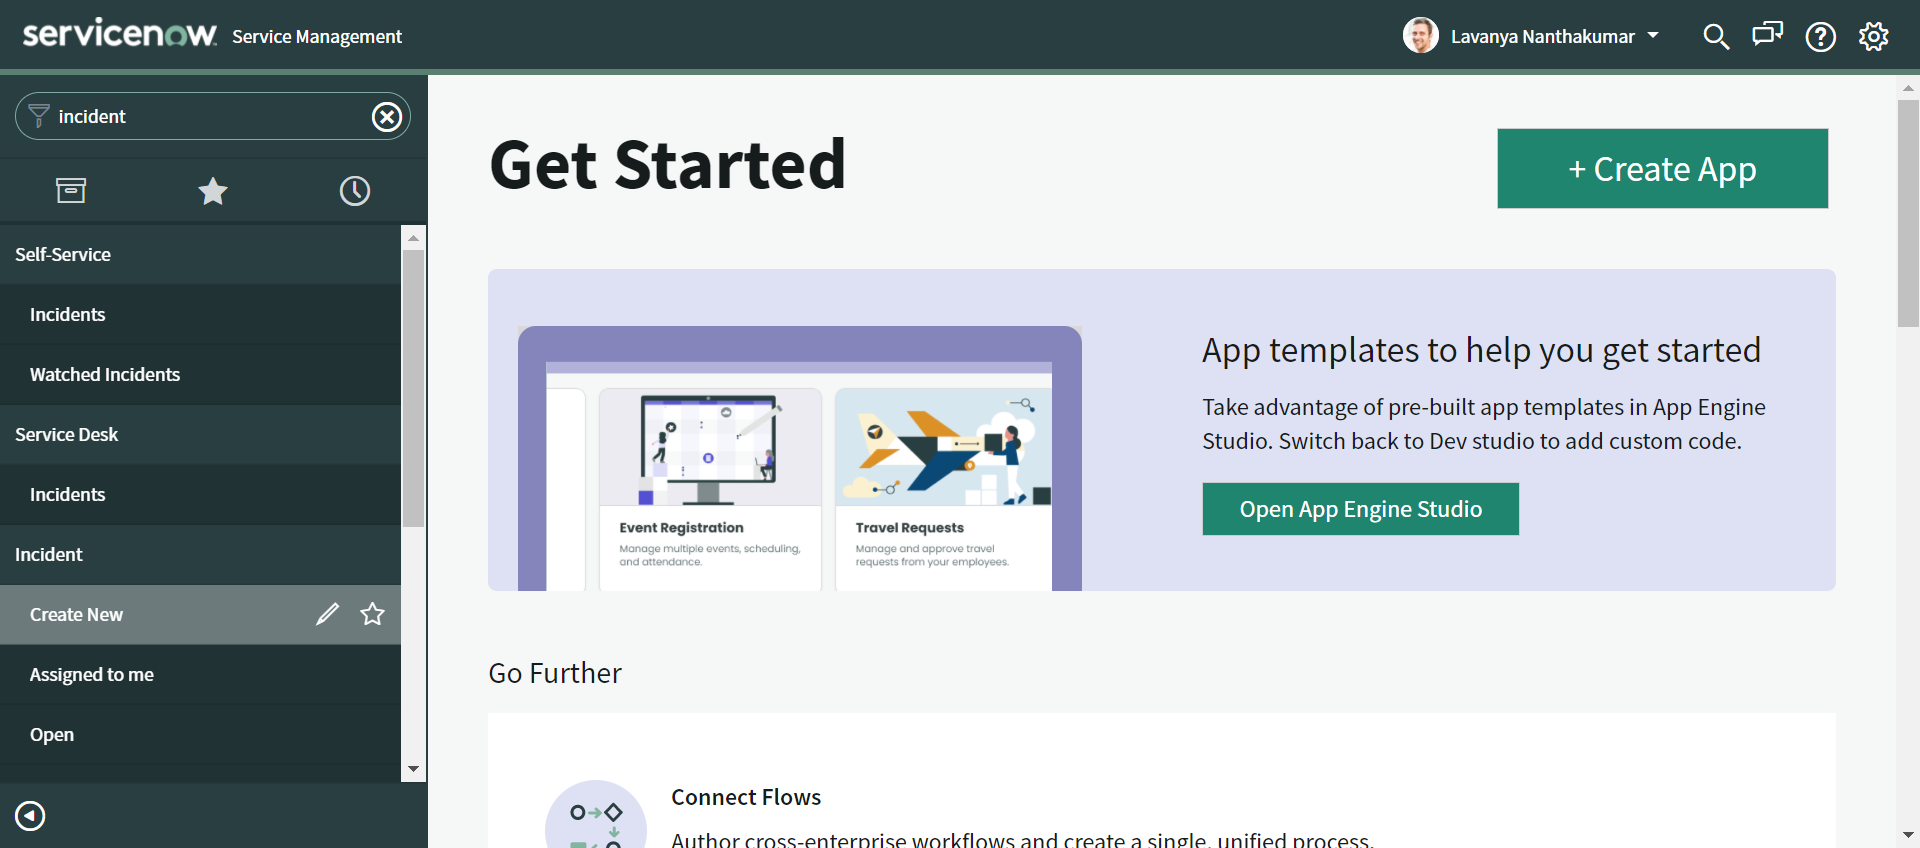 servicenow Service Management
Lavanya Nanthakumar
incident
Self-Service
Incidents
Watched Incidents
Service Desk
Incidents
Incident
Create New
Assigned to me
Open
Get Started
+ Create App
Event Registration
Manage multiple events, scheduling,
and attendance.
Travel Requests
Manage and approve travel
requests from your employees.
App templates to help you get started
Take advantage of pre-built app templates in App Engine
Studio. Switch back to Dev studio to add custom code.
Open App Engine Studio
Go Further
Connect Flows
Author cross-enterprise workflows and create a single, unified process.